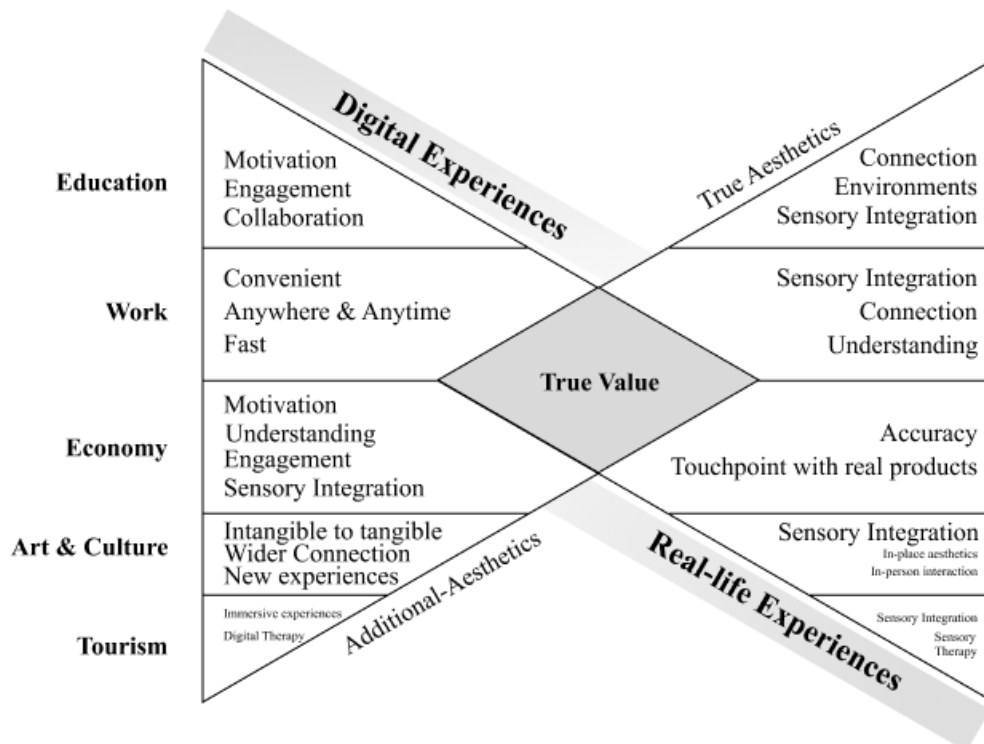 Digital Experiences
True Aesthetics
Education
Motivation
Engagement
Collaboration
Connection
Environments
Sensory Integration
Work
Convenient
Anywhere & Anytime
Fast
Sensory Integration
Connection
Understanding
True Value
Economy
Motivation
Understanding
Engagement
Sensory Integration
Accuracy
Touchpoint with real products
Art & Culture
Intangible to tangible
Wider Connection
New experiences
Sensory Integration
In-place aesthetics
In-person interaction
Tourism
Immersive experiences
Digital Therapy
Sensory Integration
Sensory
Therapy
Additional-Aesthetics
Real-life Experiences